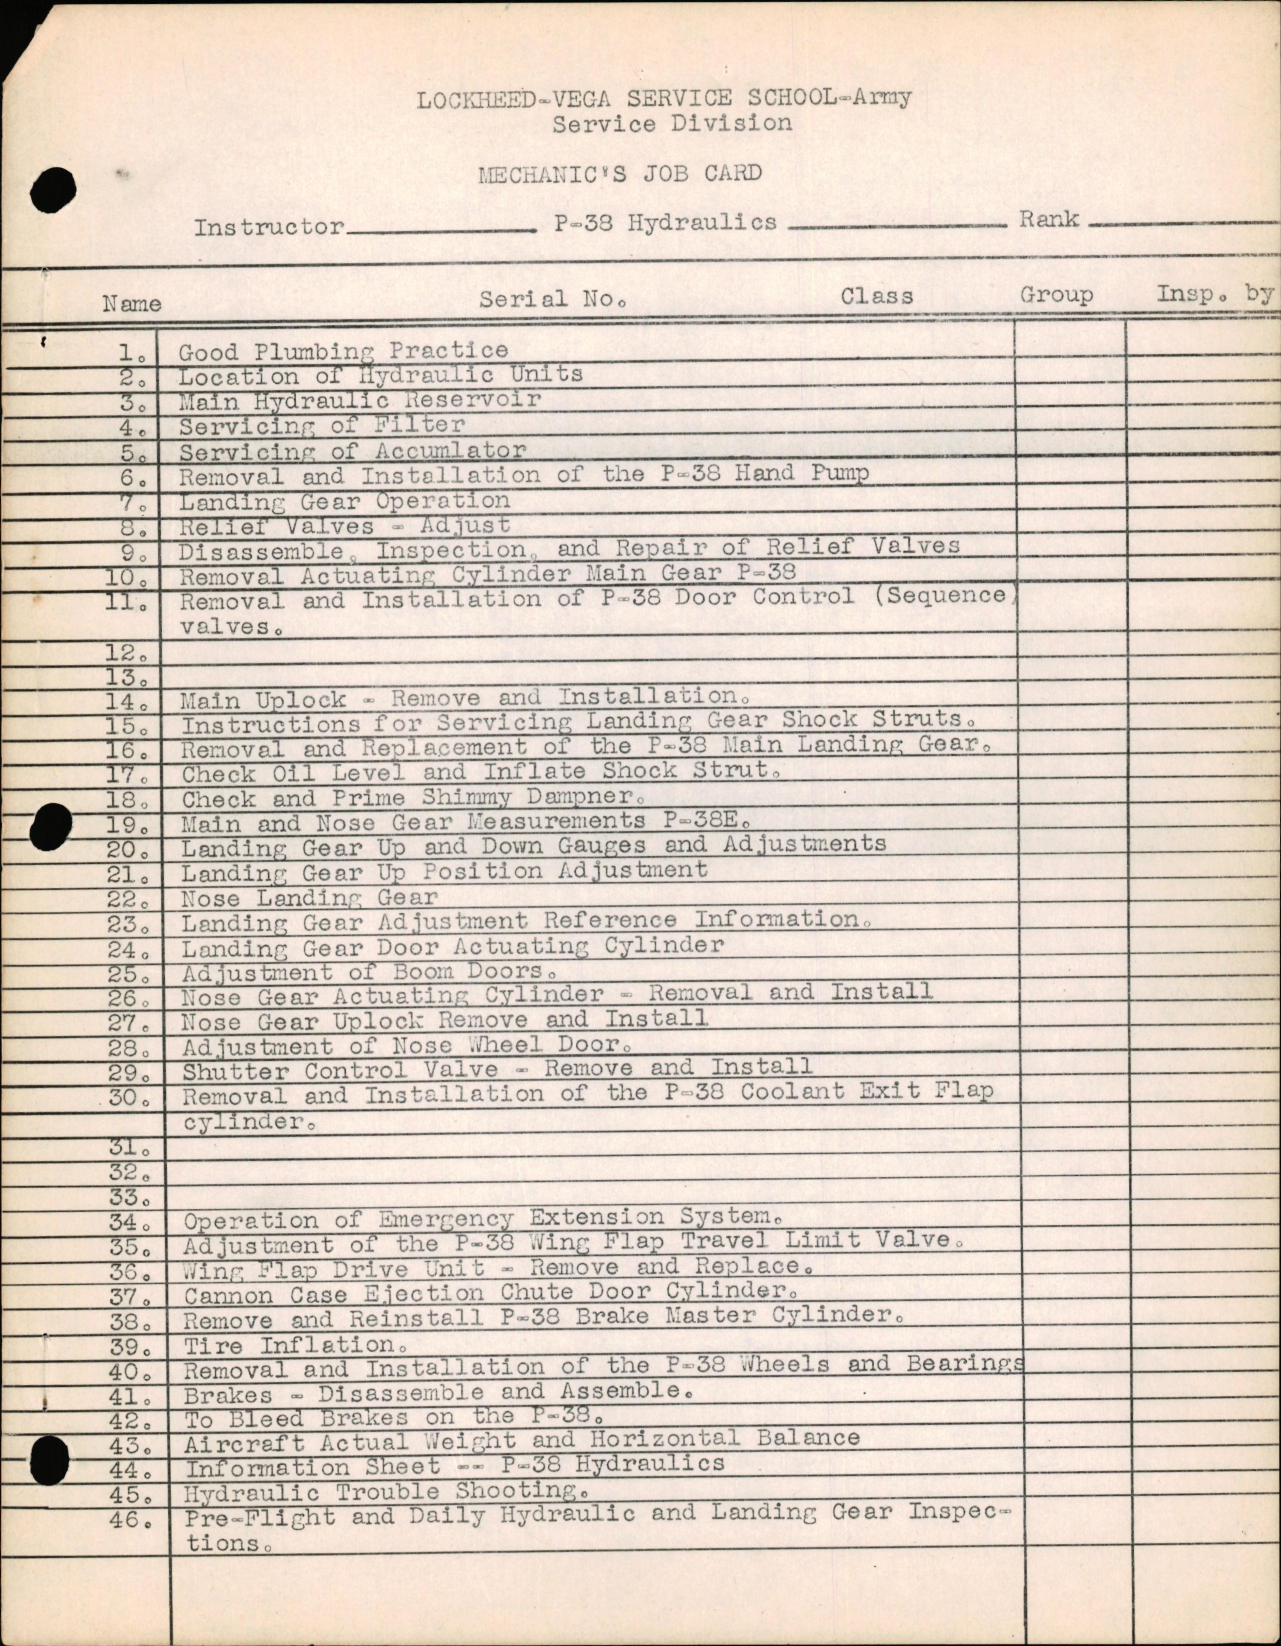 LOCKHEED-VEGA SERVICE SCHOOL-Army
Service Division
MECHANIC'S JOB CARD
Instructor P-38 Hydraulics Rank
Name Serial No. Class Group Insp. by
1. Good Plumbing Practice
2. Location of Hydraulic Units
3. Main Hydraulic Reservoir
4. Servicing of Filter
5. Servicing of Accumlator
6. Removal and Installation of the P-38 Hand Pump
7. Landing Gear Operation
8. Relief Valves - Adjust
9. Disassemble, Inspection, and Repair of Relief Valves
10. Removal Actuating Cylinder Main Gear P-38
11. Removal and Installation of P-38 Door Control (Sequence)
valves.
12.
13.
14. Main Uplock - Remove and Installation.
15. Instructions for Servicing Landing Gear Shock Struts.
16. Removal and Replacement of the P-38 Main Landing Gear.
17. Check Oil Level and Inflate Shock Strut.
18. Check and Prime Shimmy Dampner.
19. Main and Nose Gear Measurements P-38E.
20. Landing Gear Up and Down Gauges and Adjustments
21. Landing Gear Up Position Adjustment
22. Nose Landing Gear
23. Landing Gear Adjustment Reference Information.
24. Landing Gear Door Actuating Cylinder
25. Adjustment of Boom Doors.
26. Nose Gear Actuating Cylinder - Removal and Install
27. Nose Gear Uplock Remove and Install
28. Adjustment of Nose Wheel Door.
29. Shutter Control Valve - Remove and Install
30. Removal and Installation of the P-38 Coolant Exit Flap
cylinder.
31.
32.
33.
34. Operation of Emergency Extension System.
35. Adjustment of the P-38 Wing Flap Travel Limit Valve.
36. Wing Flap Drive Unit - Remove and Replace.
37. Cannon Case Ejection Chute Door Cylinder.
38. Remove and Reinstall P-38 Brake Master Cylinder.
39. Tire Inflation.
40. Removal and Installation of the P-38 Wheels and Bearings
41. Brakes - Disassemble and Assemble.
42. To Bleed Brakes on the P-38.
43. Aircraft Actual Weight and Horizontal Balance
44. Information Sheet -- P-38 Hydraulics
45. Hydraulic Trouble Shooting.
46. Pre-Flight and Daily Hydraulic and Landing Gear Inspec-
tions.